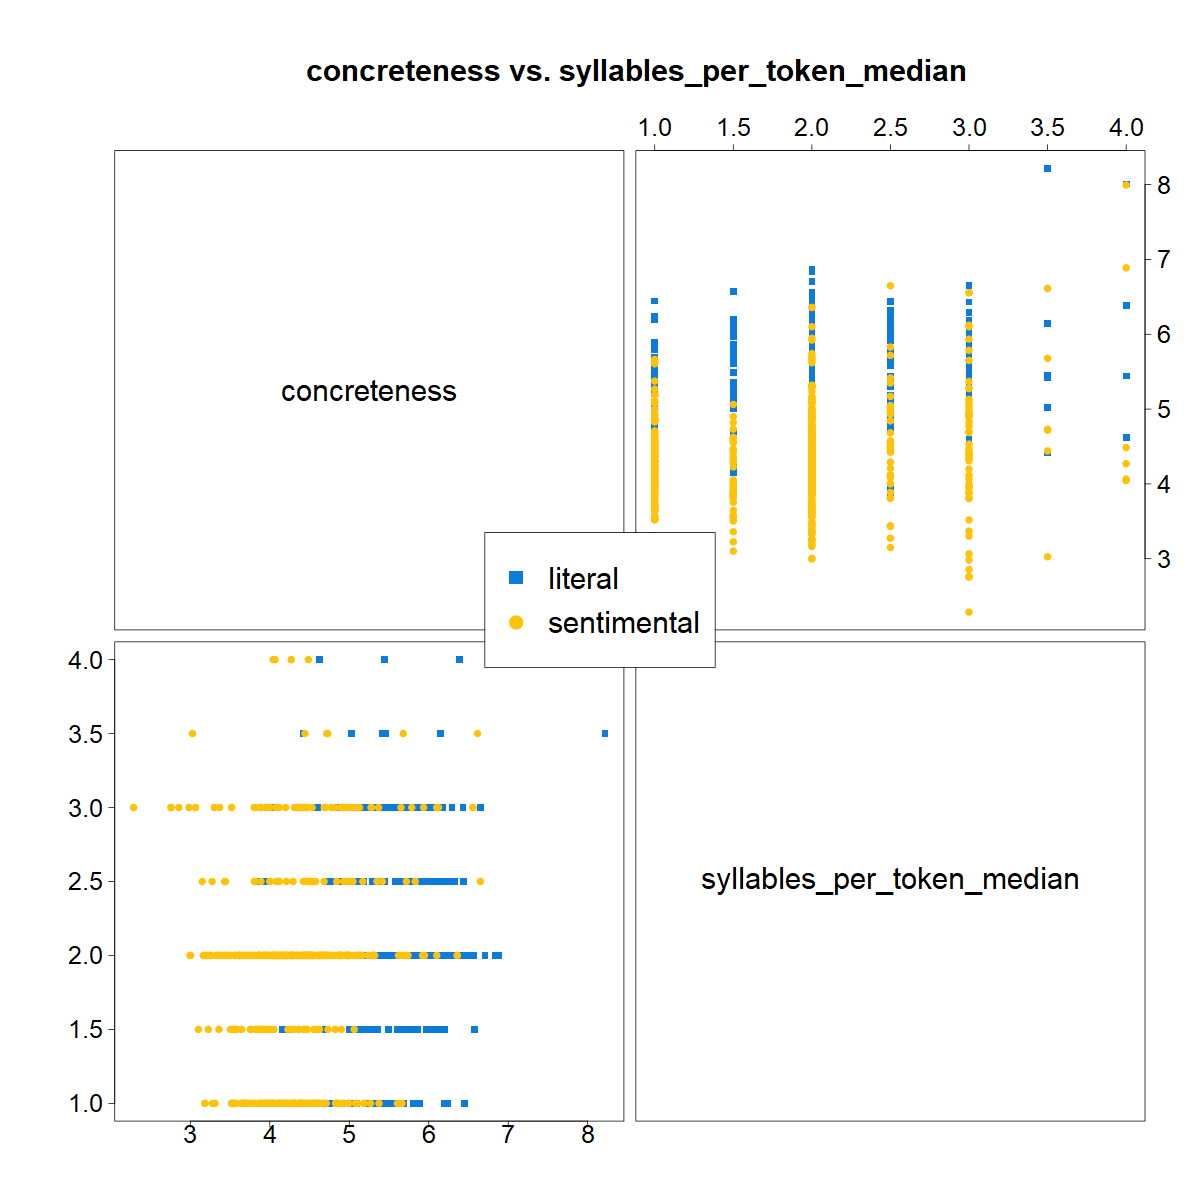 concreteness vs. syllables_per_token_median
1.0 1.5 2.0 2.5 3.0 3.5 4.0
8
7
6
5
4
3
concreteness
literal
sentimental
4.0
3.5
3.0
2.5
2.0
1.5
1.0
syllables_per_token_median
3 4 5 6 7 8